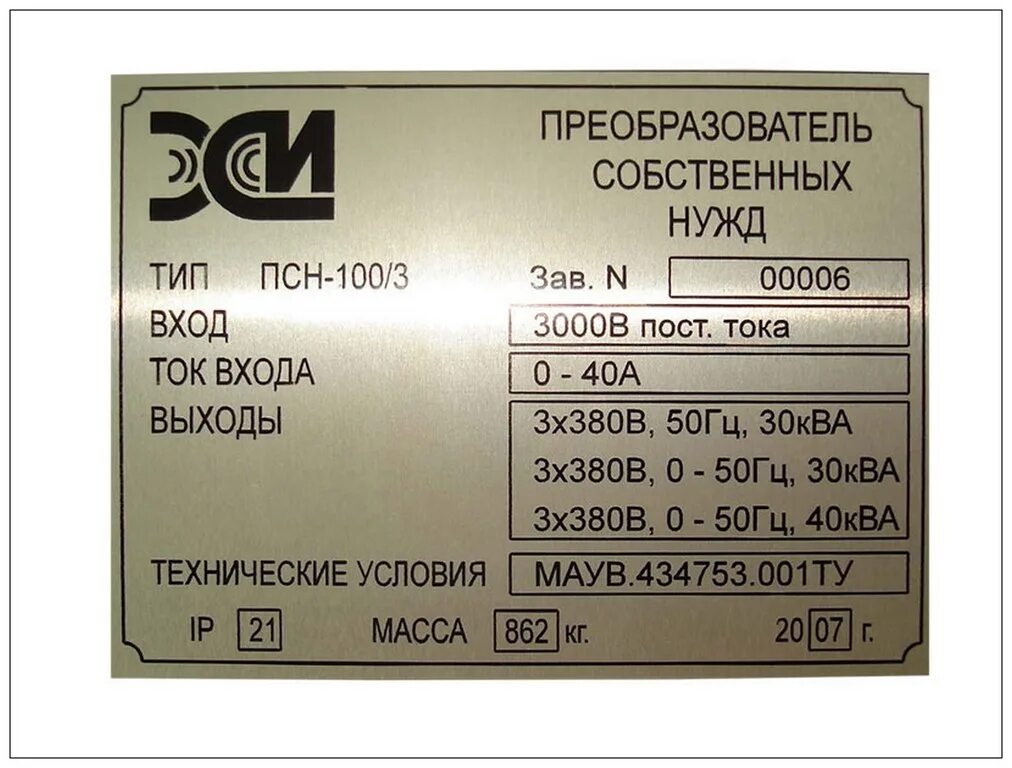 ЭСИ
ПРЕОБРАЗОВАТЕЛЬ
СОБСТВЕННЫХ
НУЖД
ТИП ПСН-100/3 Зав. N 00006
ВХОД 3000В пост. тока
ТОК ВХОДА 0 - 40А
ВЫХОДЫ 3х380В, 50Гц, 30кВА
3х380В, 0 - 50Гц, 30кВА
3х380В, 0 - 50Гц, 40кВА
ТЕХНИЧЕСКИЕ УСЛОВИЯ МАУВ.434753.001ТУ
IP 21 МАССА 862 кг. 2007 г.